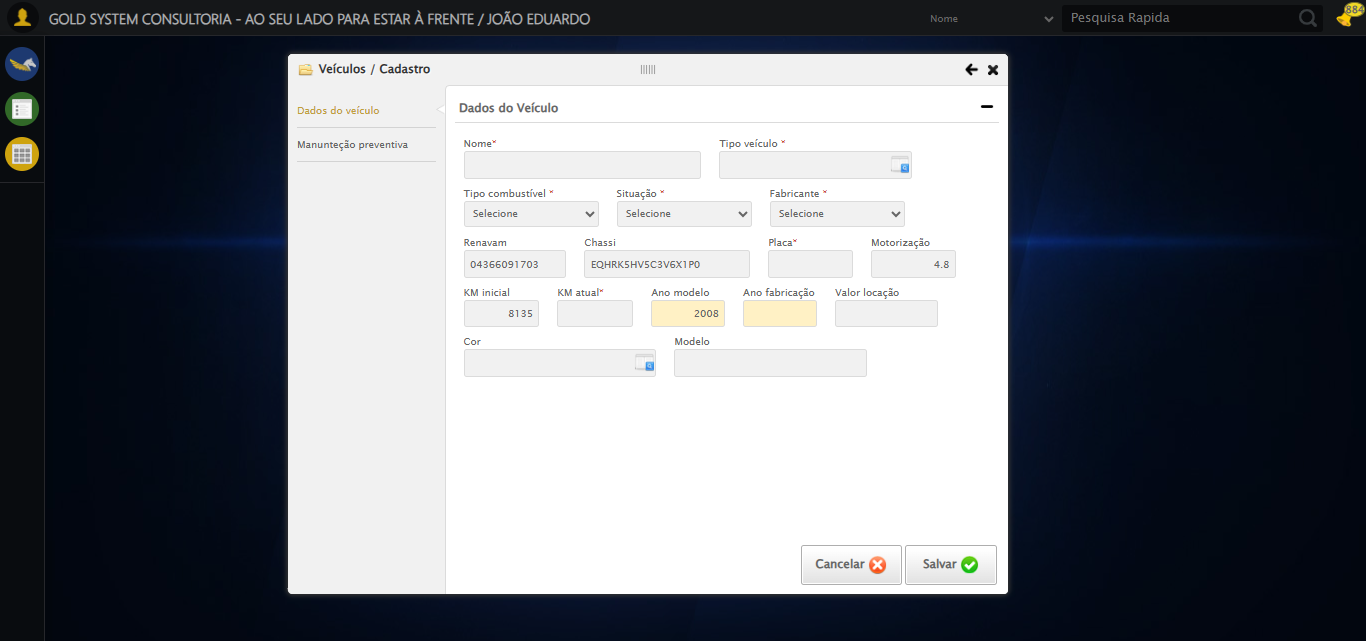 GOLD SYSTEM CONSULTORIA - AO SEU LADO PARA ESTAR À FRENTE / JOÃO EDUARDO
Nome
Pesquisa Rapida
884
Veículos / Cadastro
Dados do veículo
Manunteção preventiva
Dados do Veículo
Nome* Tipo veículo *
Tipo combustível * Situação * Fabricante *
Selecione Selecione Selecione
Renavam Chassi Placa* Motorização
04366091703 EQHRK5HV5C3V6X1P0 4.8
KM inicial KM atual* Ano modelo Ano fabricação Valor locação
8135 2008
Cor Modelo
Cancelar Salvar